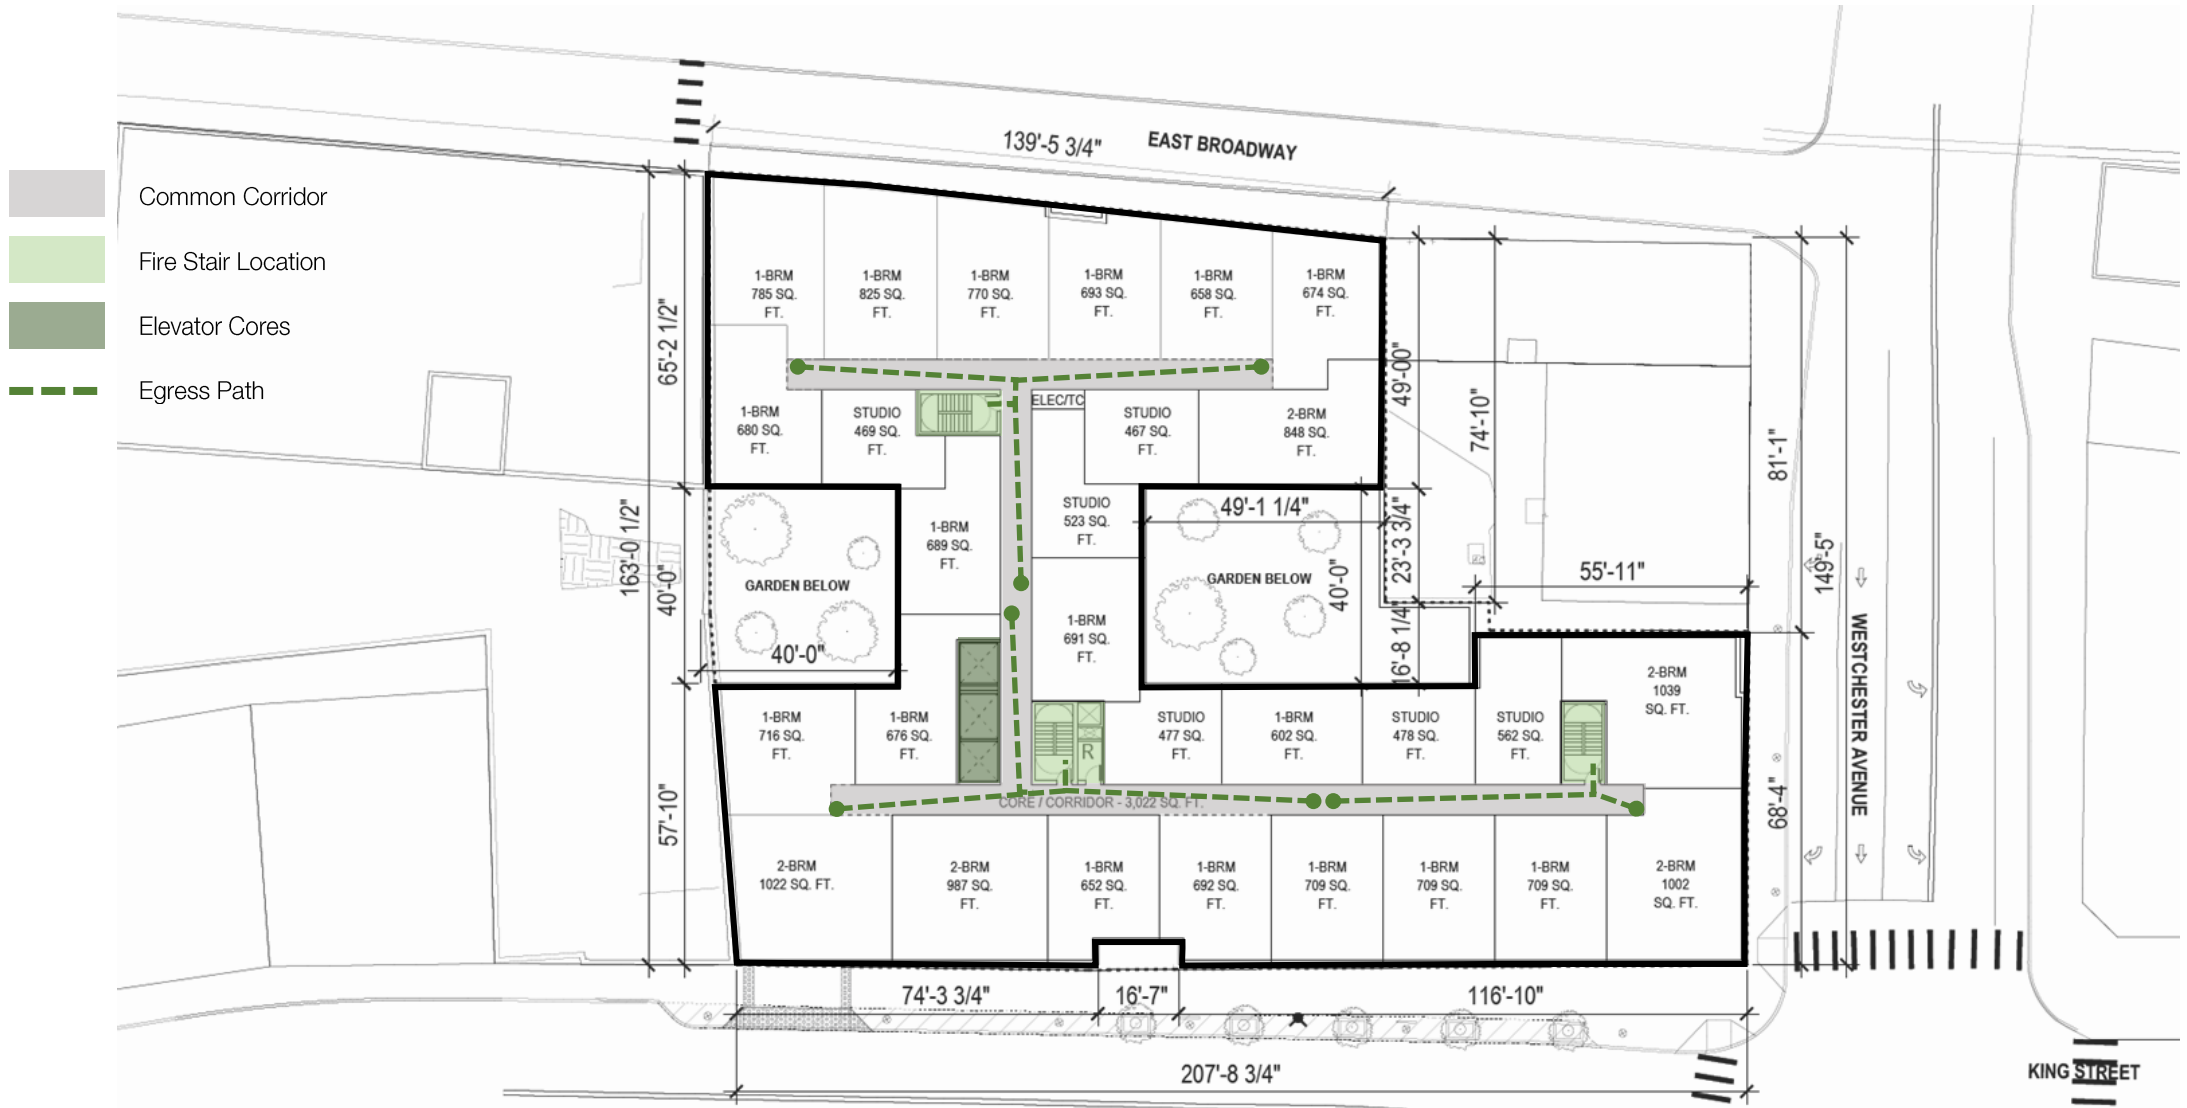 139'-5 3/4"
EAST BROADWAY
Common Corridor
Fire Stair Location
Elevator Cores
Egress Path
1-BRM
785 SQ.
FT.
1-BRM
825 SQ.
FT.
1-BRM
770 SQ.
FT.
1-BRM
693 SQ.
FT.
1-BRM
658 SQ.
FT.
1-BRM
674 SQ.
FT.
65'-2 1/2"
49'-00"
74'-10"
81'-1"
ELEC/TC
1-BRM
680 SQ.
FT.
STUDIO
469 SQ.
FT.
STUDIO
467 SQ.
FT.
2-BRM
848 SQ.
FT.
163'-0 1/2"
40'-0"
GARDEN BELOW
40'-0"
1-BRM
689 SQ.
FT.
STUDIO
523 SQ.
FT.
1-BRM
691 SQ.
FT.
49'-1 1/4"
GARDEN BELOW
40'-0"
23'-3 3/4"
16'-8 1/4"
55'-11"
149'-5"
WESTCHESTER AVENUE
1-BRM
716 SQ.
FT.
1-BRM
676 SQ.
FT.
R
STUDIO
477 SQ.
FT.
1-BRM
602 SQ.
FT.
STUDIO
478 SQ.
FT.
STUDIO
562 SQ.
FT.
2-BRM
1039
SQ. FT.
57'-10"
68'-4"
CORE / CORRIDOR - 3,022 SQ. FT.
2-BRM
1022 SQ. FT.
2-BRM
987 SQ.
FT.
1-BRM
652 SQ.
FT.
1-BRM
692 SQ.
FT.
1-BRM
709 SQ.
FT.
1-BRM
709 SQ.
FT.
1-BRM
709 SQ.
FT.
2-BRM
1002
SQ. FT.
74'-3 3/4"
16'-7"
116'-10"
207'-8 3/4"
KING STREET